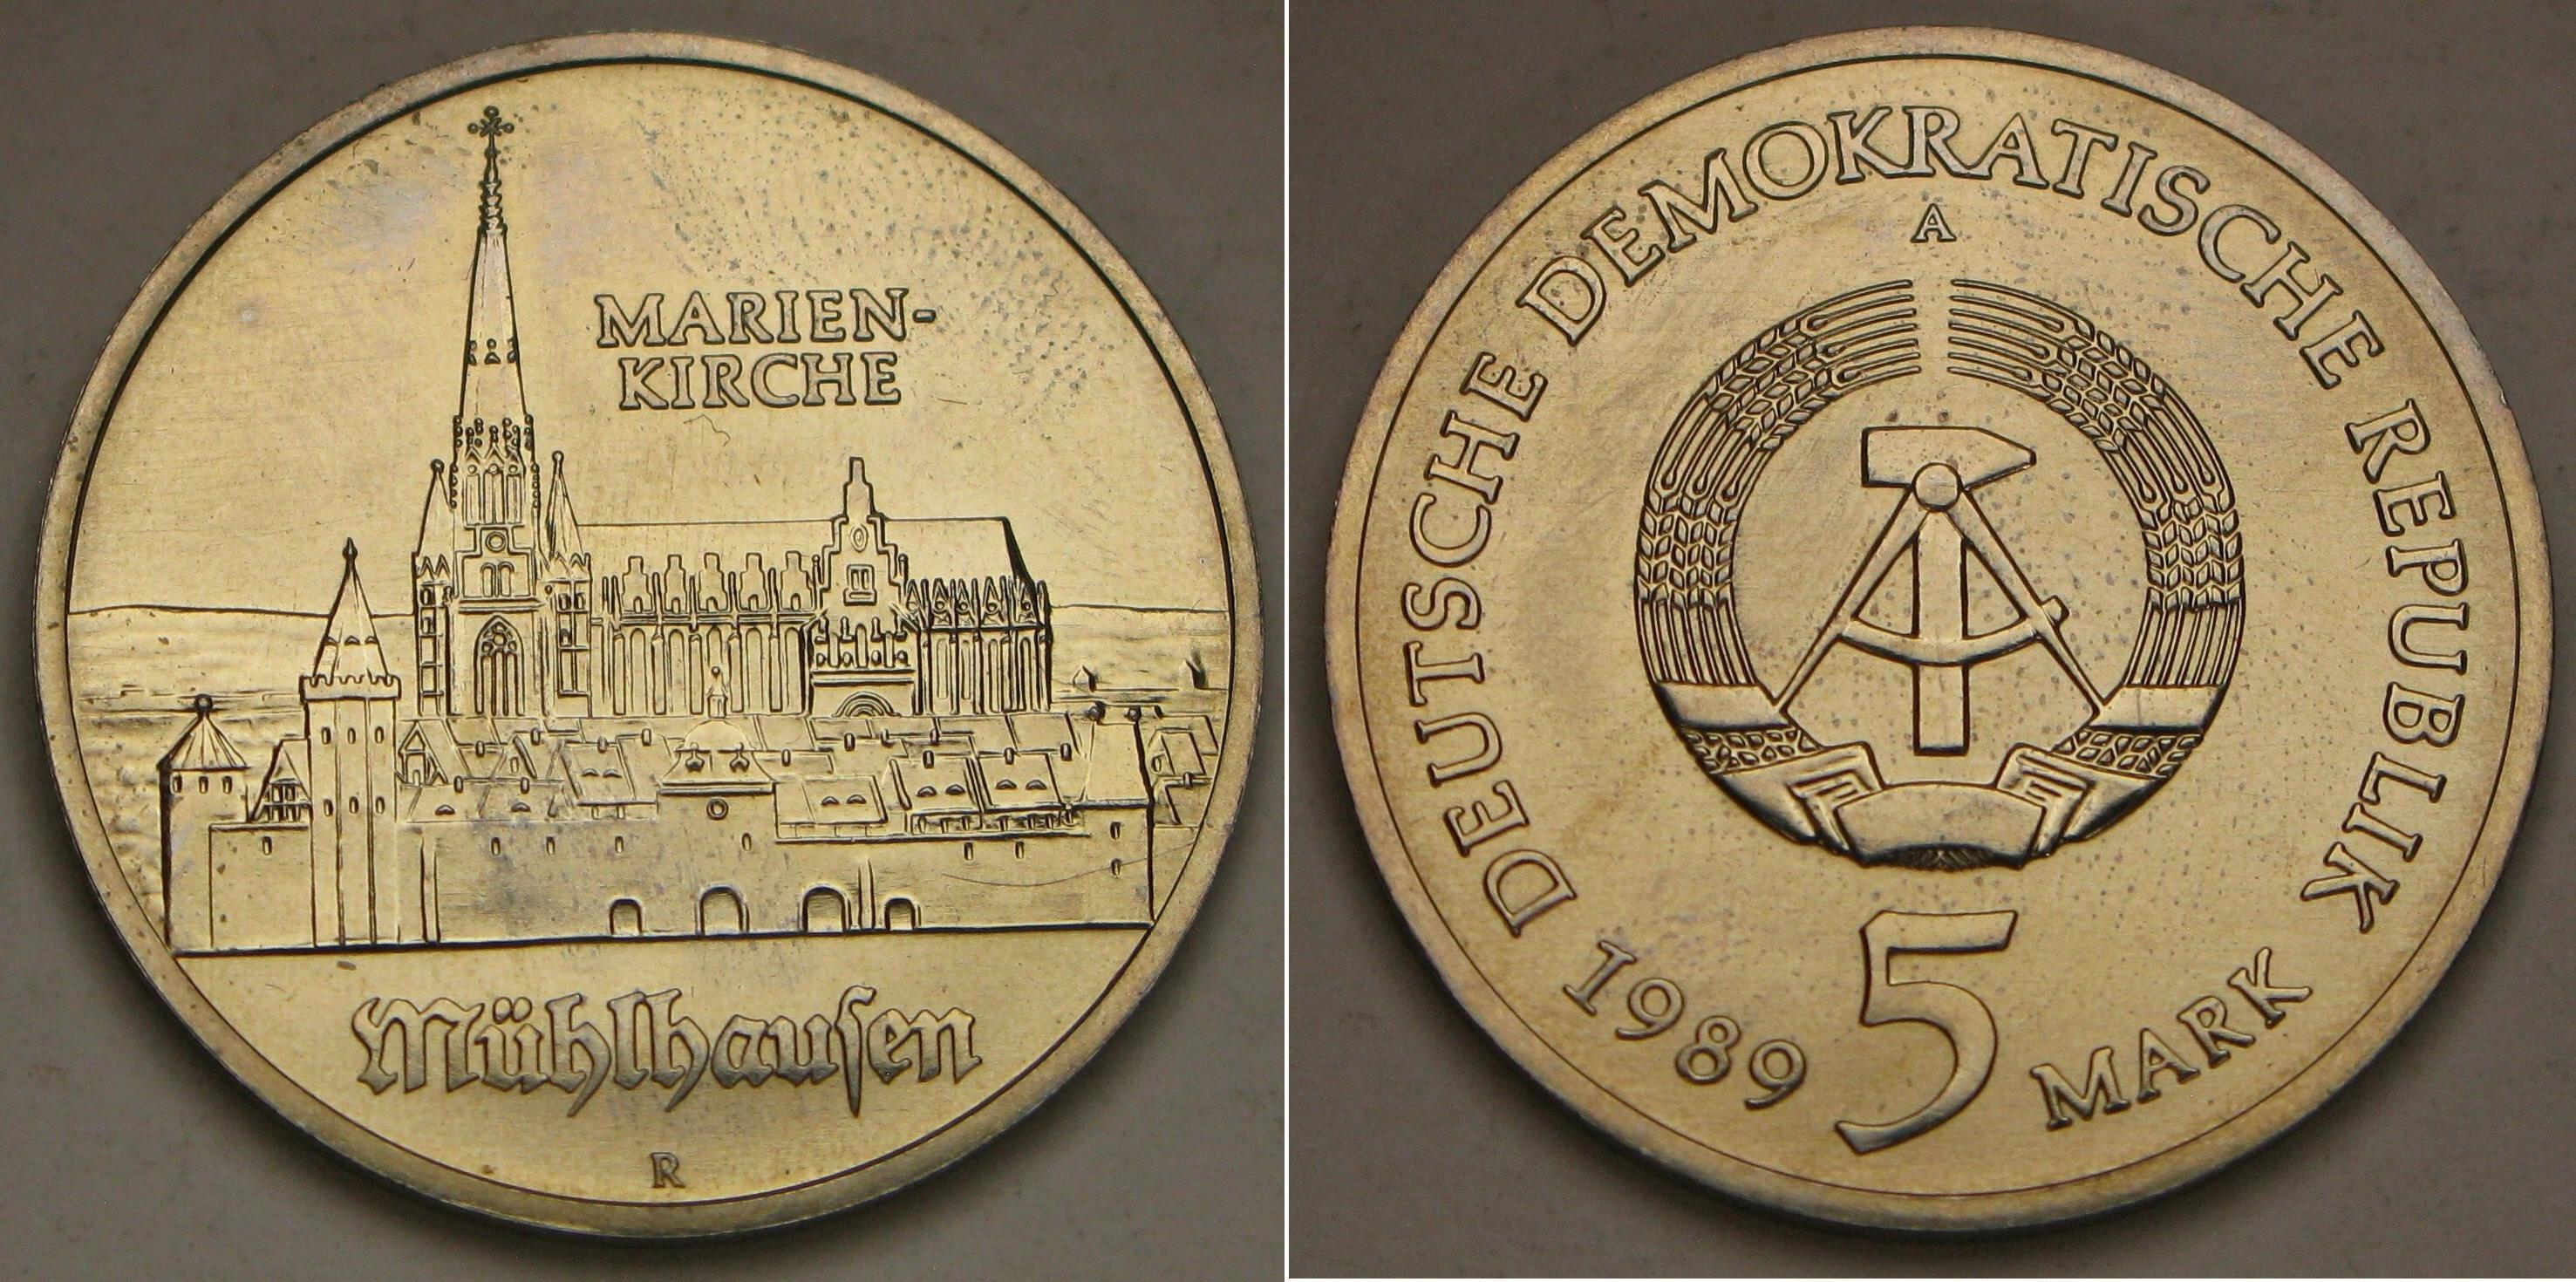 MARIEN-
KIRCHE
Mühlhauſen
R
DEUTSCHE DEMOKRATISCHE REPUBLIK
A
1989 5 MARK